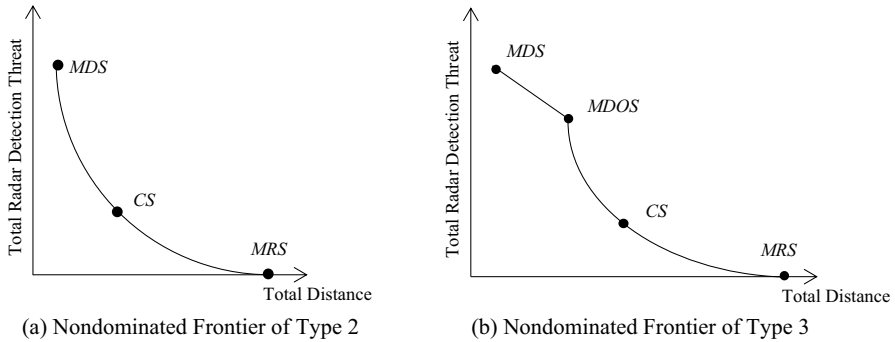 Total Radar Detection Threat
MDS
CS
MRS
Total Distance
(a) Nondominated Frontier of Type 2
Total Radar Detection Threat
MDS
MDOS
CS
MRS
Total Distance
(b) Nondominated Frontier of Type 3